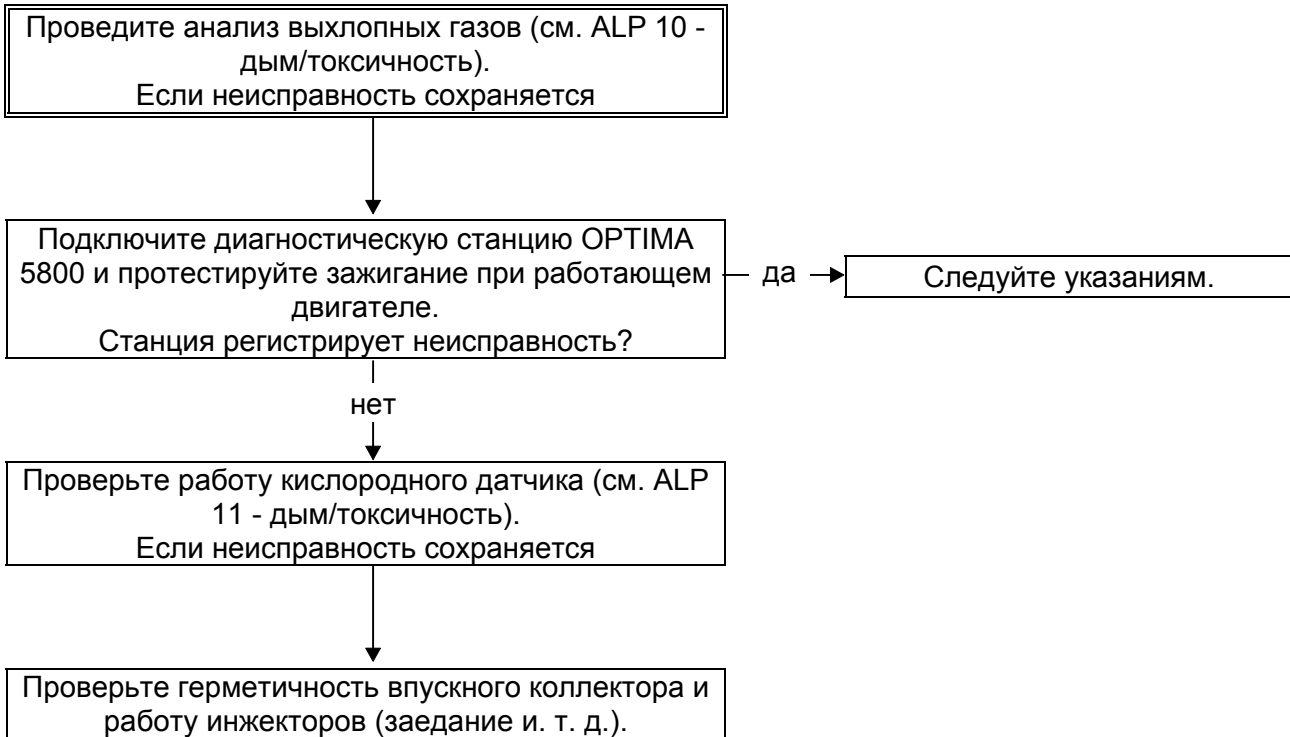 Проведите анализ выхлопных газов (см. ALP 10 -
дым/токсичность).
Если неисправность сохраняется
Подключите диагностическую станцию OPTIMA
5800 и протестируйте зажигание при работающем
двигателе.
Станция регистрирует неисправность?
да
Следуйте указаниям.
нет
Проверьте работу кислородного датчика (см. ALP
11 - дым/токсичность).
Если неисправность сохраняется
Проверьте герметичность впускного коллектора и
работу инжекторов (заедание и. т. д.).